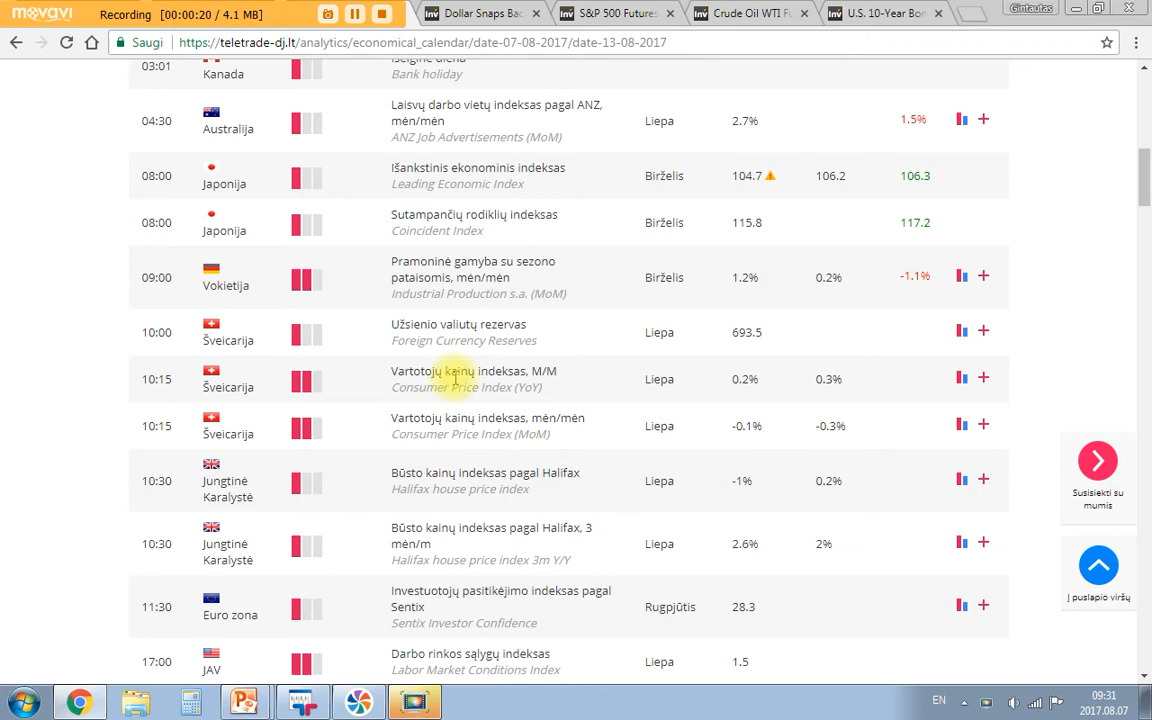 movavi Recording (00:00:20 / 4.1 MB)
Dollar Snaps Bac
S&P 500 Futures
Crude Oil WTI Fu
U.S. 10-Year Bon
Gintautas
Saugi https://teletrade-dj.lt/analytics/economical_calendar/date-07-08-2017/date-13-08-2017
03:01 Kanada Išeiginė diena
Bank holiday
04:30 Australija Laisvų darbo vietų indeksas pagal ANZ,
mėn/mėn Liepa 2.7% 1.5%
ANZ Job Advertisements (MoM)
08:00 Japonija Išankstinis ekonominis indeksas Birželis 104.7 106.2 106.3
Leading Economic Index
08:00 Japonija Sutampančių rodiklių indeksas Birželis 115.8 117.2
Coincident Index
09:00 Vokietija Pramoninė gamyba su sezono
pataisomis, mėn/mėn Birželis 1.2% 0.2% -1.1%
Industrial Production s.a. (MoM)
10:00 Šveicarija Užsienio valiutų rezervas Liepa 693.5
Foreign Currency Reserves
10:15 Šveicarija Vartotojų kainų indeksas, M/M Liepa 0.2% 0.3%
Consumer Price Index (YoY)
10:15 Šveicarija Vartotojų kainų indeksas, mėn/mėn Liepa -0.1% -0.3%
Consumer Price Index (MoM)
10:30 Jungtinė Karalystė Būsto kainų indeksas pagal Halifax Liepa -1% 0.2%
Halifax house price index
10:30 Jungtinė Karalystė Būsto kainų indeksas pagal Halifax, 3
mėn/m Liepa 2.6% 2%
Halifax house price index 3m Y/Y
11:30 Euro zona Investuotojų pasitikėjimo indeksas pagal
Sentix Rugpjūtis 28.3
Sentix Investor Confidence
17:00 JAV Darbo rinkos sąlygų indeksas Liepa 1.5
Labor Market Conditions Index
Susisiekti su
mumis
Į puslapio viršų
EN
09:31
2017.08.07